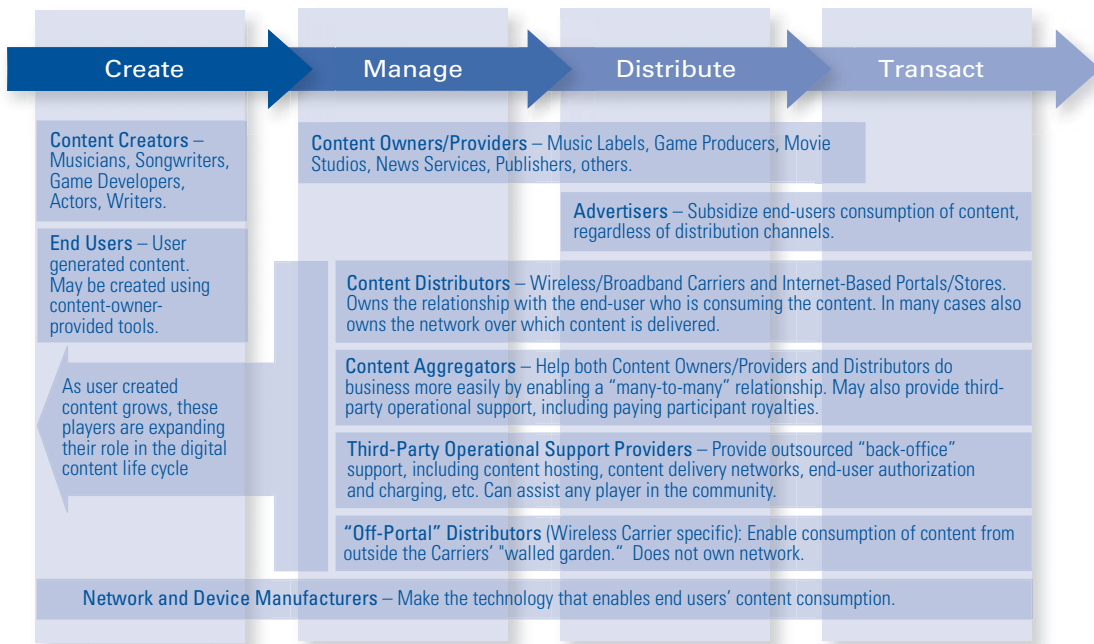 Create
Manage
Distribute
Transact
Content Creators –
Musicians, Songwriters,
Game Developers,
Actors, Writers.
Content Owners/Providers – Music Labels, Game Producers, Movie
Studios, News Services, Publishers, others.
Advertisers – Subsidize end-users consumption of content,
regardless of distribution channels.
End Users – User
generated content.
May be created using
content-owner-
provided tools.
Content Distributors – Wireless/Broadband Carriers and Internet-Based Portals/Stores.
Owns the relationship with the end-user who is consuming the content. In many cases also
owns the network over which content is delivered.
Content Aggregators – Help both Content Owners/Providers and Distributors do
business more easily by enabling a “many-to-many” relationship. May also provide third-
party operational support, including paying participant royalties.
As user created
content grows, these
players are expanding
their role in the digital
content life cycle
Third-Party Operational Support Providers – Provide outsourced “back-office”
support, including content hosting, content delivery networks, end-user authorization
and charging, etc. Can assist any player in the community.
“Off-Portal” Distributors (Wireless Carrier specific): Enable consumption of content from
outside the Carriers’ "walled garden.“ Does not own network.
Network and Device Manufacturers – Make the technology that enables end users’ content consumption.